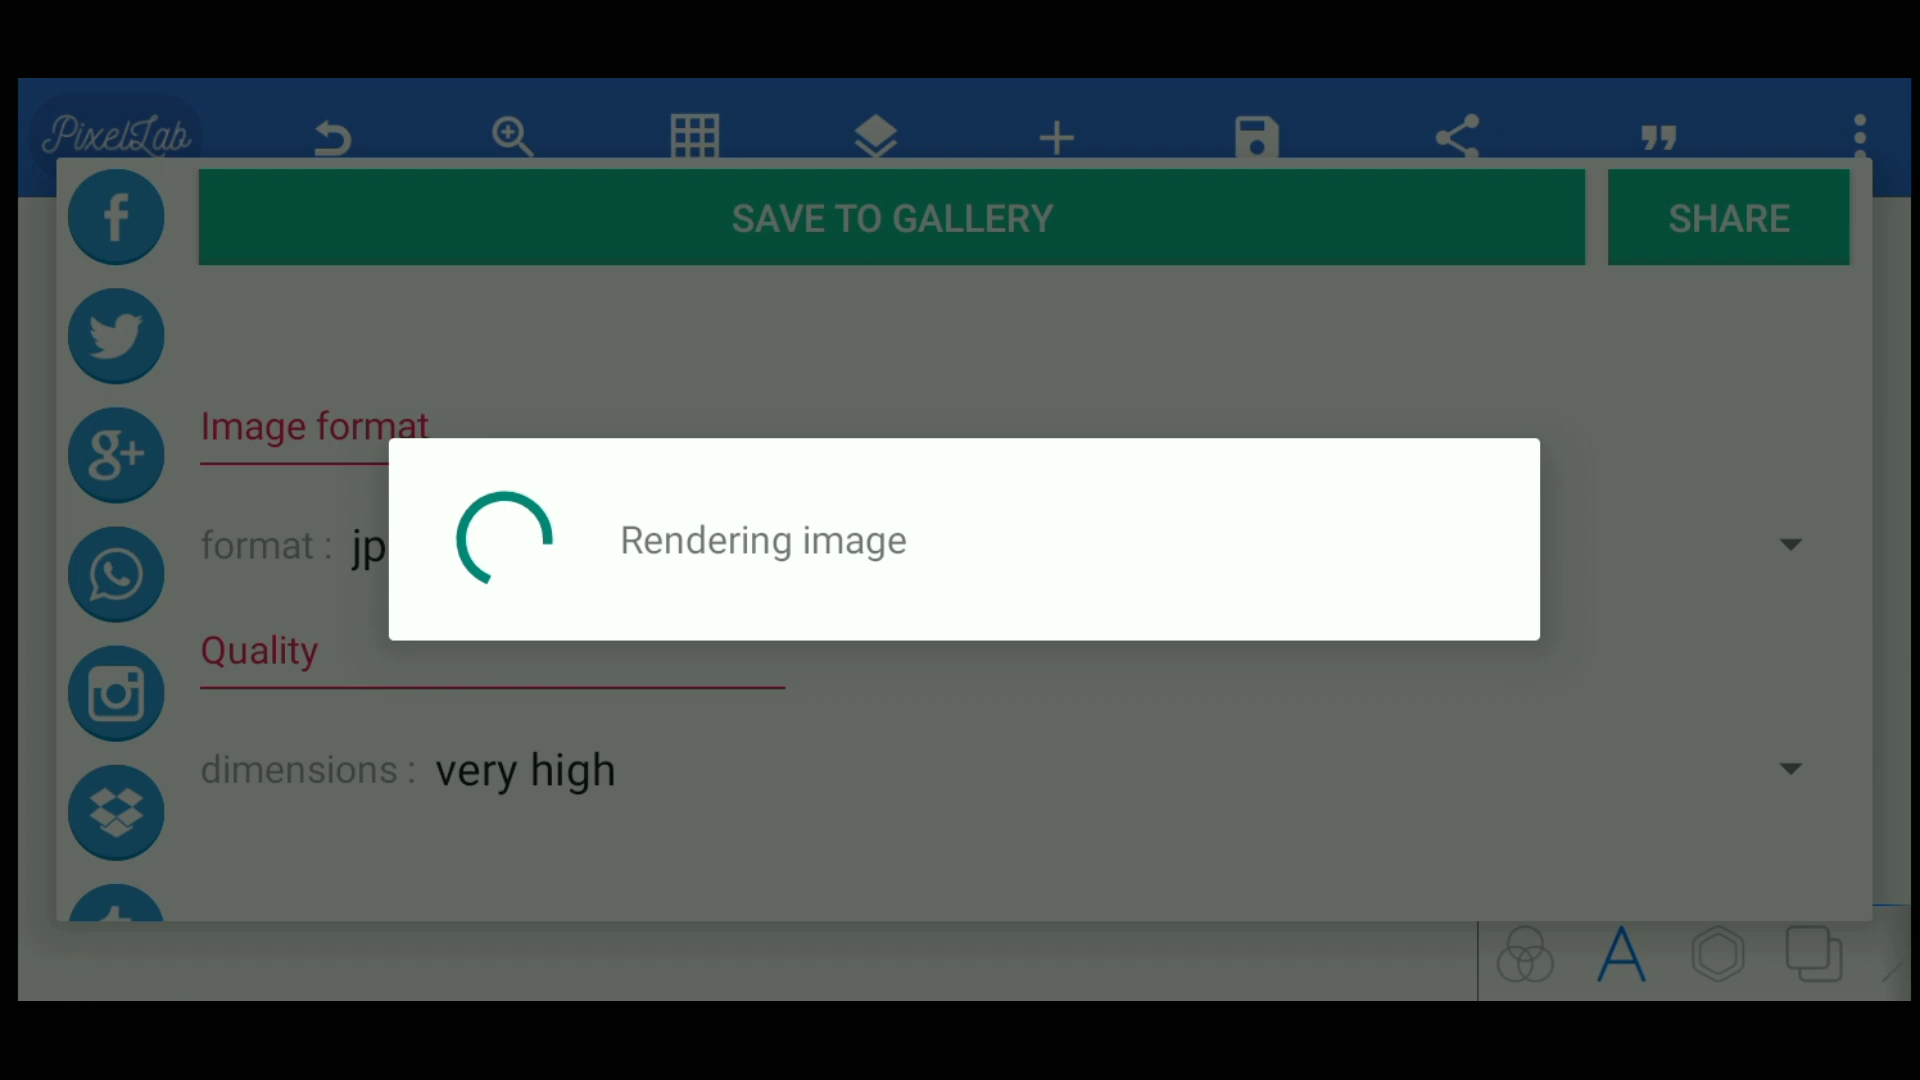 PixelLab
SAVE TO GALLERY
SHARE
Image format
format : jp
Rendering image
Quality
dimensions : very high